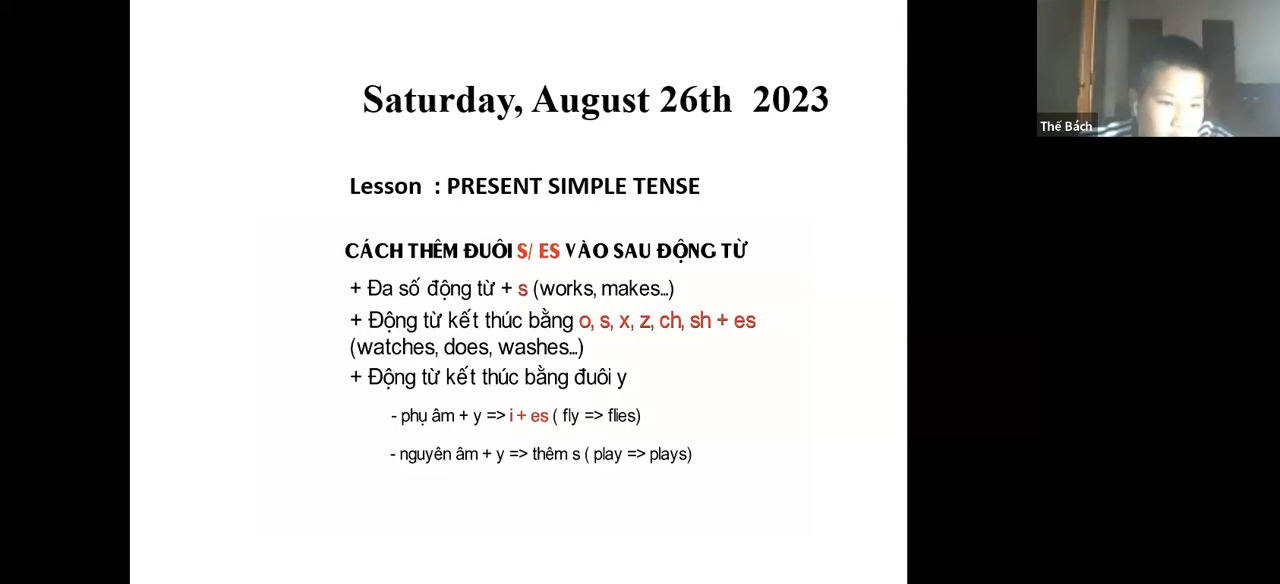 Saturday, August 26th 2023
Thế Bách
Lesson : PRESENT SIMPLE TENSE
CÁCH THÊM ĐUÔI S/ ES VÀO SAU ĐỘNG TỪ
+ Đa số động từ + s (works, makes...)
+ Động từ kết thúc bằng o, s, x, z, ch, sh + es
(watches, does, washes...)
+ Động từ kết thúc bằng đuôi y
- phụ âm + y => i + es ( fly => flies)
- nguyên âm + y => thêm s ( play => plays)